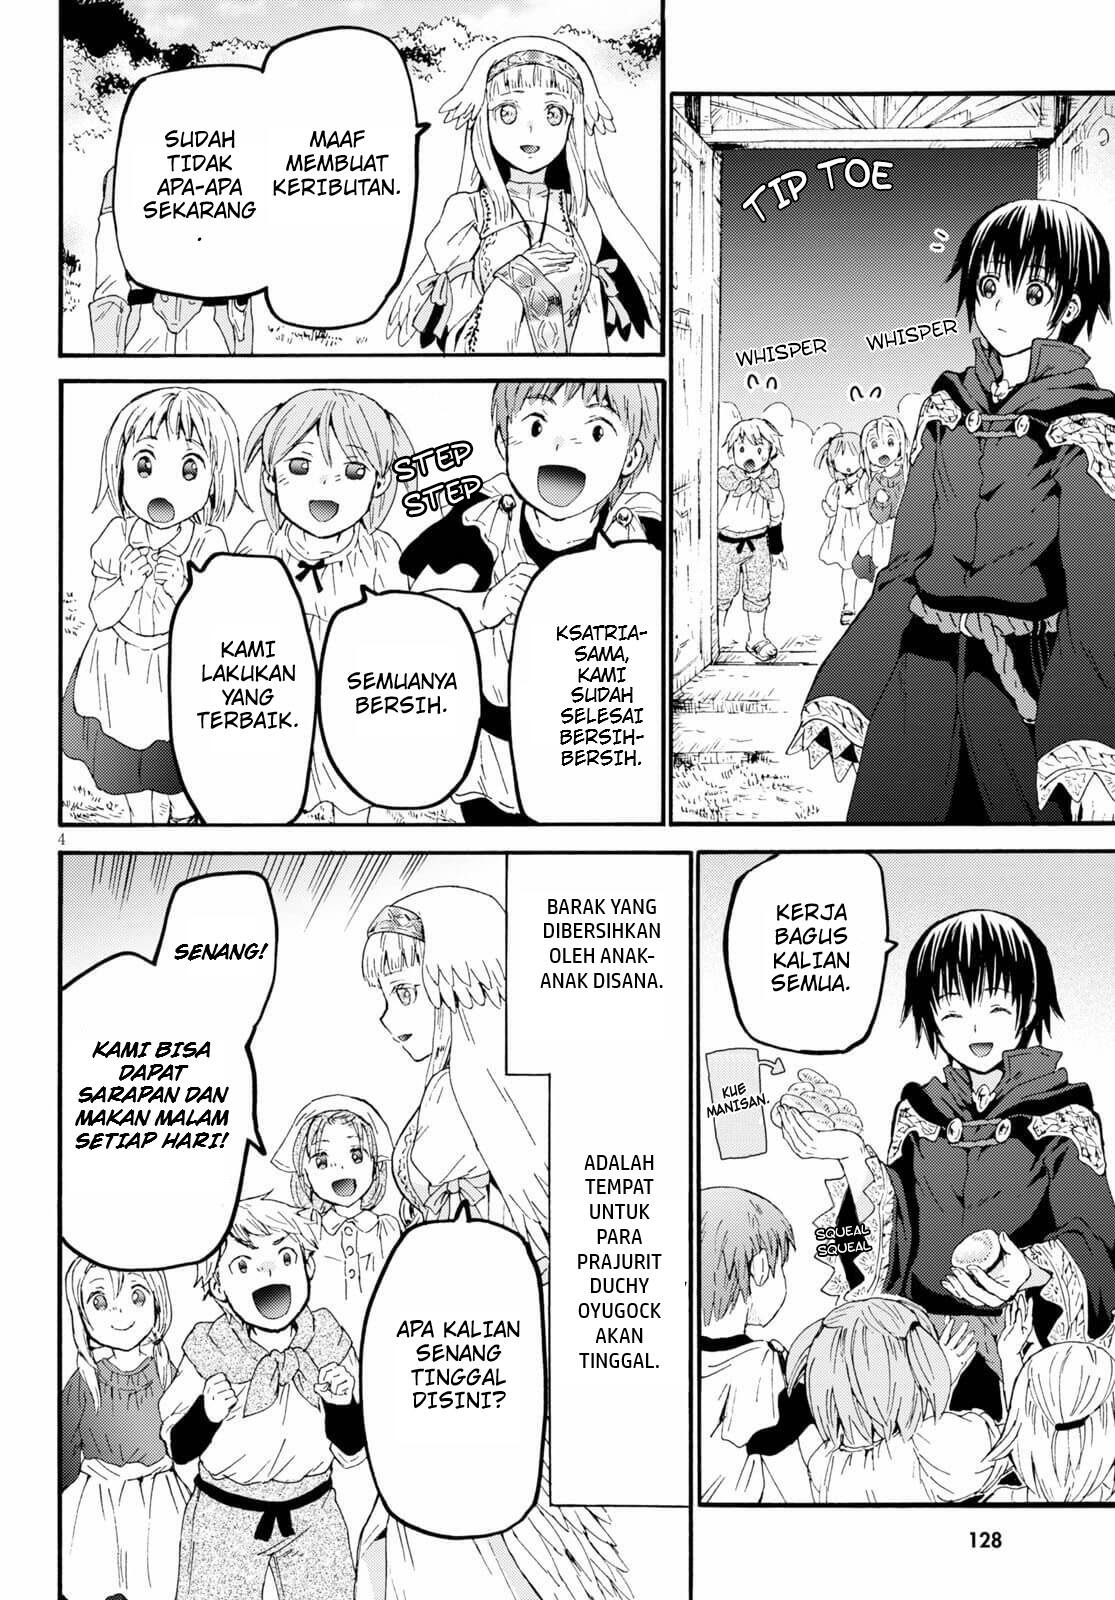 TIP TOE
WHISPER
WHISPER
MAAF
MEMBUAT
KERIBUTAN.
SUDAH
TIDAK
APA-APA
SEKARANG
.
STEP
STEP
KSATRIA-
SAMA,
KAMI
SUDAH
SELESAI
BERSIH-
BERSIH.
SEMUANYA
BERSIH.
KAMI
LAKUKAN
YANG
TERBAIK.
4
KERJA
BAGUS
KALIAN
SEMUA.
KUE
MANISAN.
SQUEAL
SQUEAL
BARAK YANG
DIBERSIHKAN
OLEH ANAK-
ANAK DISANA.
ADALAH
TEMPAT
UNTUK
PARA
PRAJURIT
DUCHY
OYUGOCK
AKAN
TINGGAL.
APA KALIAN
SENANG
TINGGAL
DISINI?
SENANG!
KAMI BISA
DAPAT
SARAPAN DAN
MAKAN MALAM
SETIAP HARI!
128